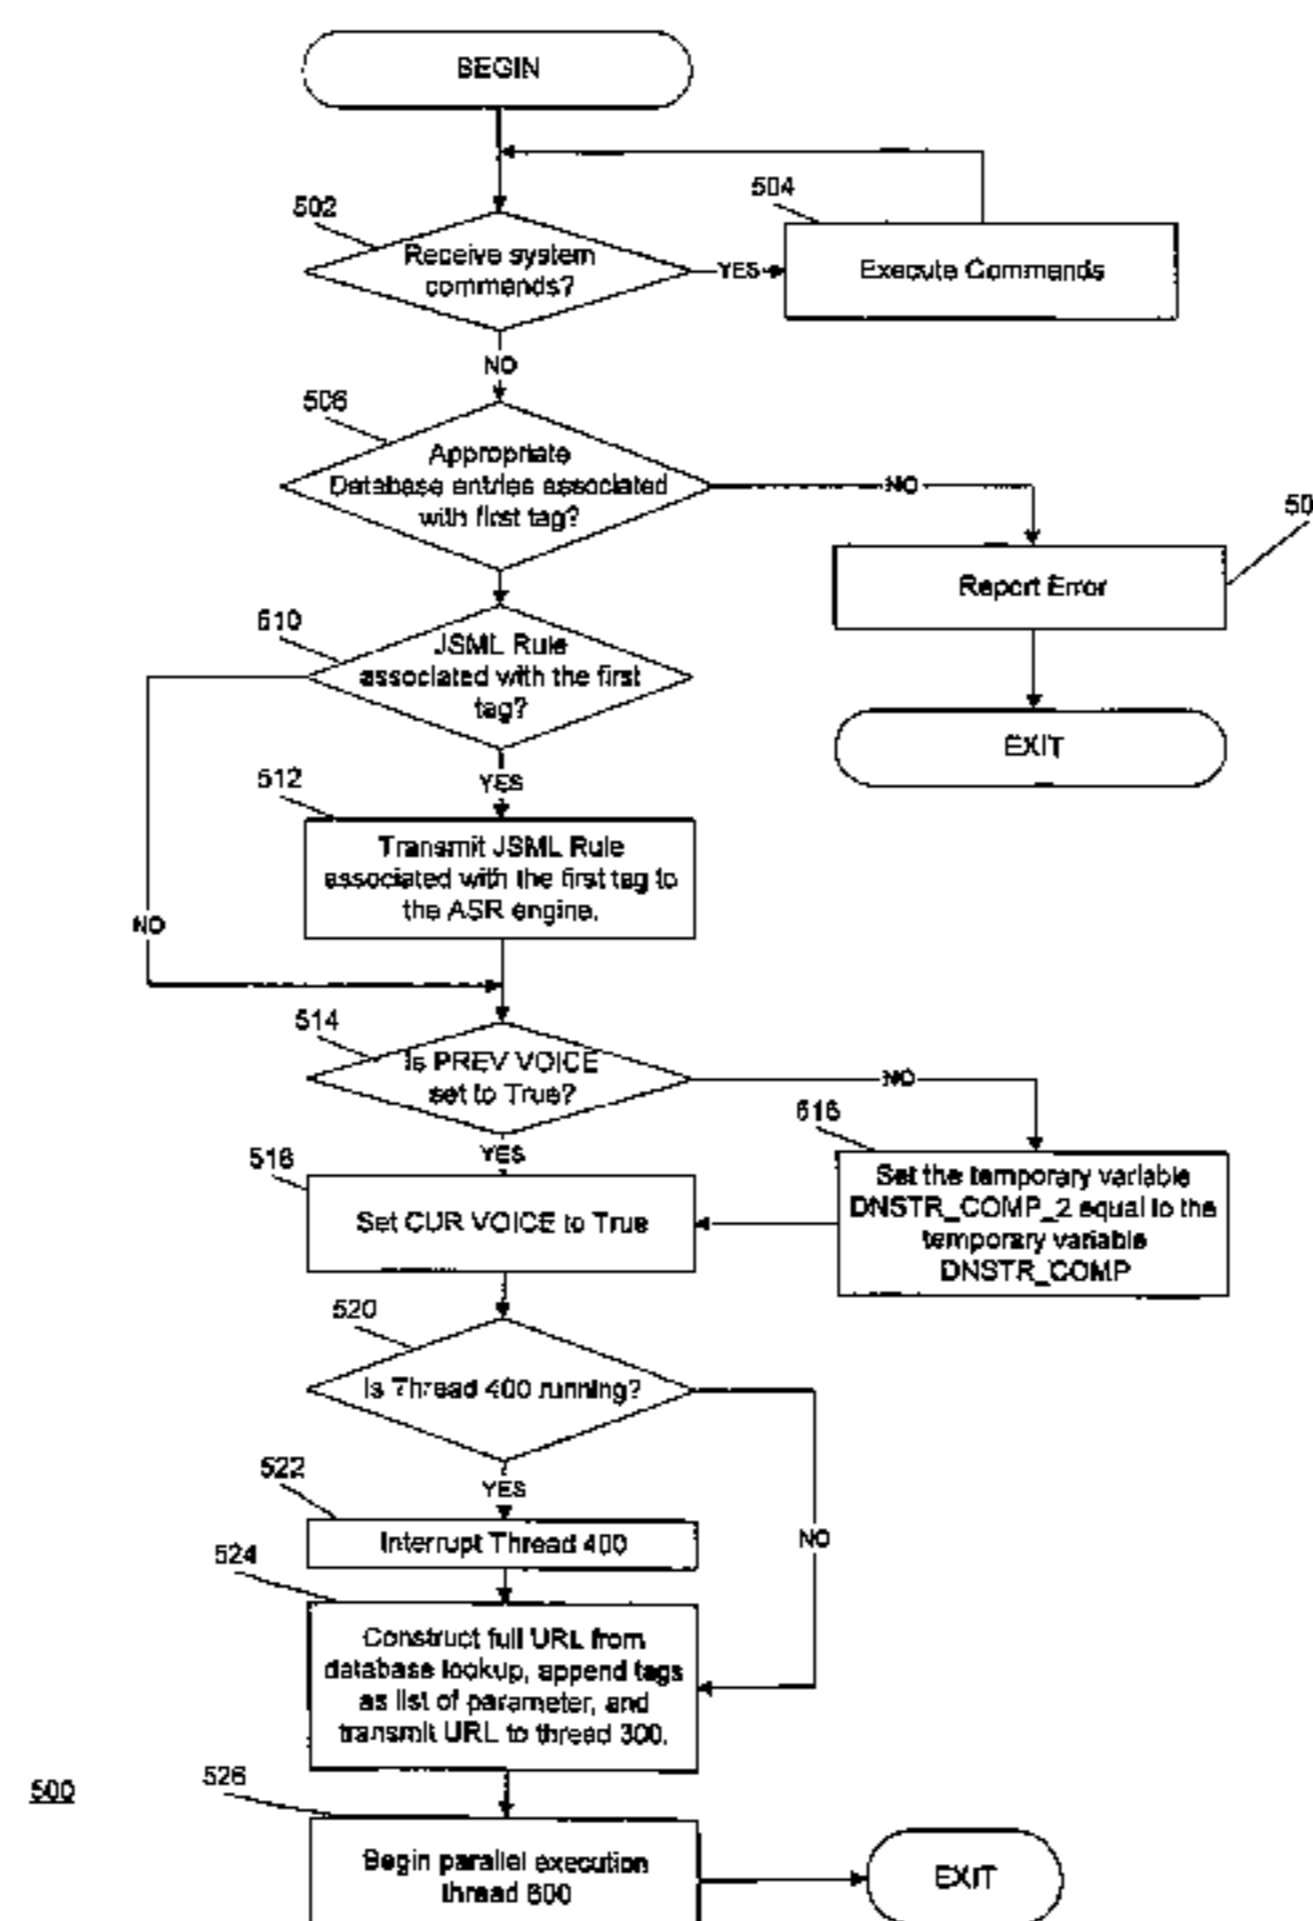 BEGIN
502
504
Receive system
commands?
YES
Execute Commands
NO
506
Appropriate
Database entries associated
with first tag?
NO
50
Report Error
510
JSML Rule
associated with the first
tag?
EXIT
YES
512
Transmit JSML Rule
associated with the first tag to
the ASR engine.
NO
514
Is PREV VOICE
set to True?
NO
516
YES
518
Set the temporary variable
DNSTR_COMP_2 equal to the
temporary variable
DNSTR_COMP
Set CUR VOICE to True
520
Is Thread 400 running?
522
YES
Interrupt Thread 400
NO
524
Construct full URL from
database lookup, append tags
as list of parameter, and
transmit URL to thread 300.
526
500
Begin parallel execution
thread 600
EXIT